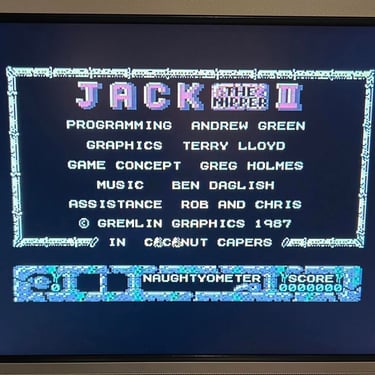 JACK THE NIPPER II
PROGRAMMING ANDREW GREEN
GRAPHICS TERRY LLOYD
GAME CONCEPT GREG HOLMES
MUSIC BEN DAGLISH
ASSISTANCE ROB AND CHRIS
© GREMLIN GRAPHICS 1987
IN COCONUT CAPERS
NAUGHTYOMETER SCORE
0 0000000